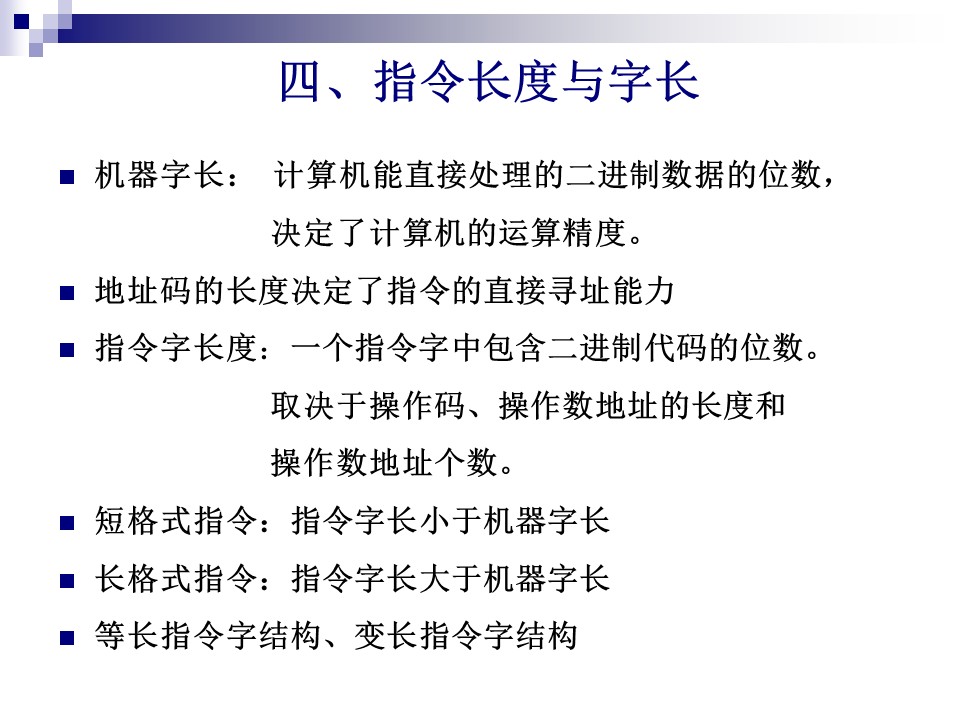 四、指令长度与字长
机器字长： 计算机能直接处理的二进制数据的位数，
决定了计算机的运算精度。
地址码的长度决定了指令的直接寻址能力
指令字长度：一个指令字中包含二进制代码的位数。
取决于操作码、操作数地址的长度和
操作数地址个数。
短格式指令：指令字长小于机器字长
长格式指令：指令字长大于机器字长
等长指令字结构、变长指令字结构